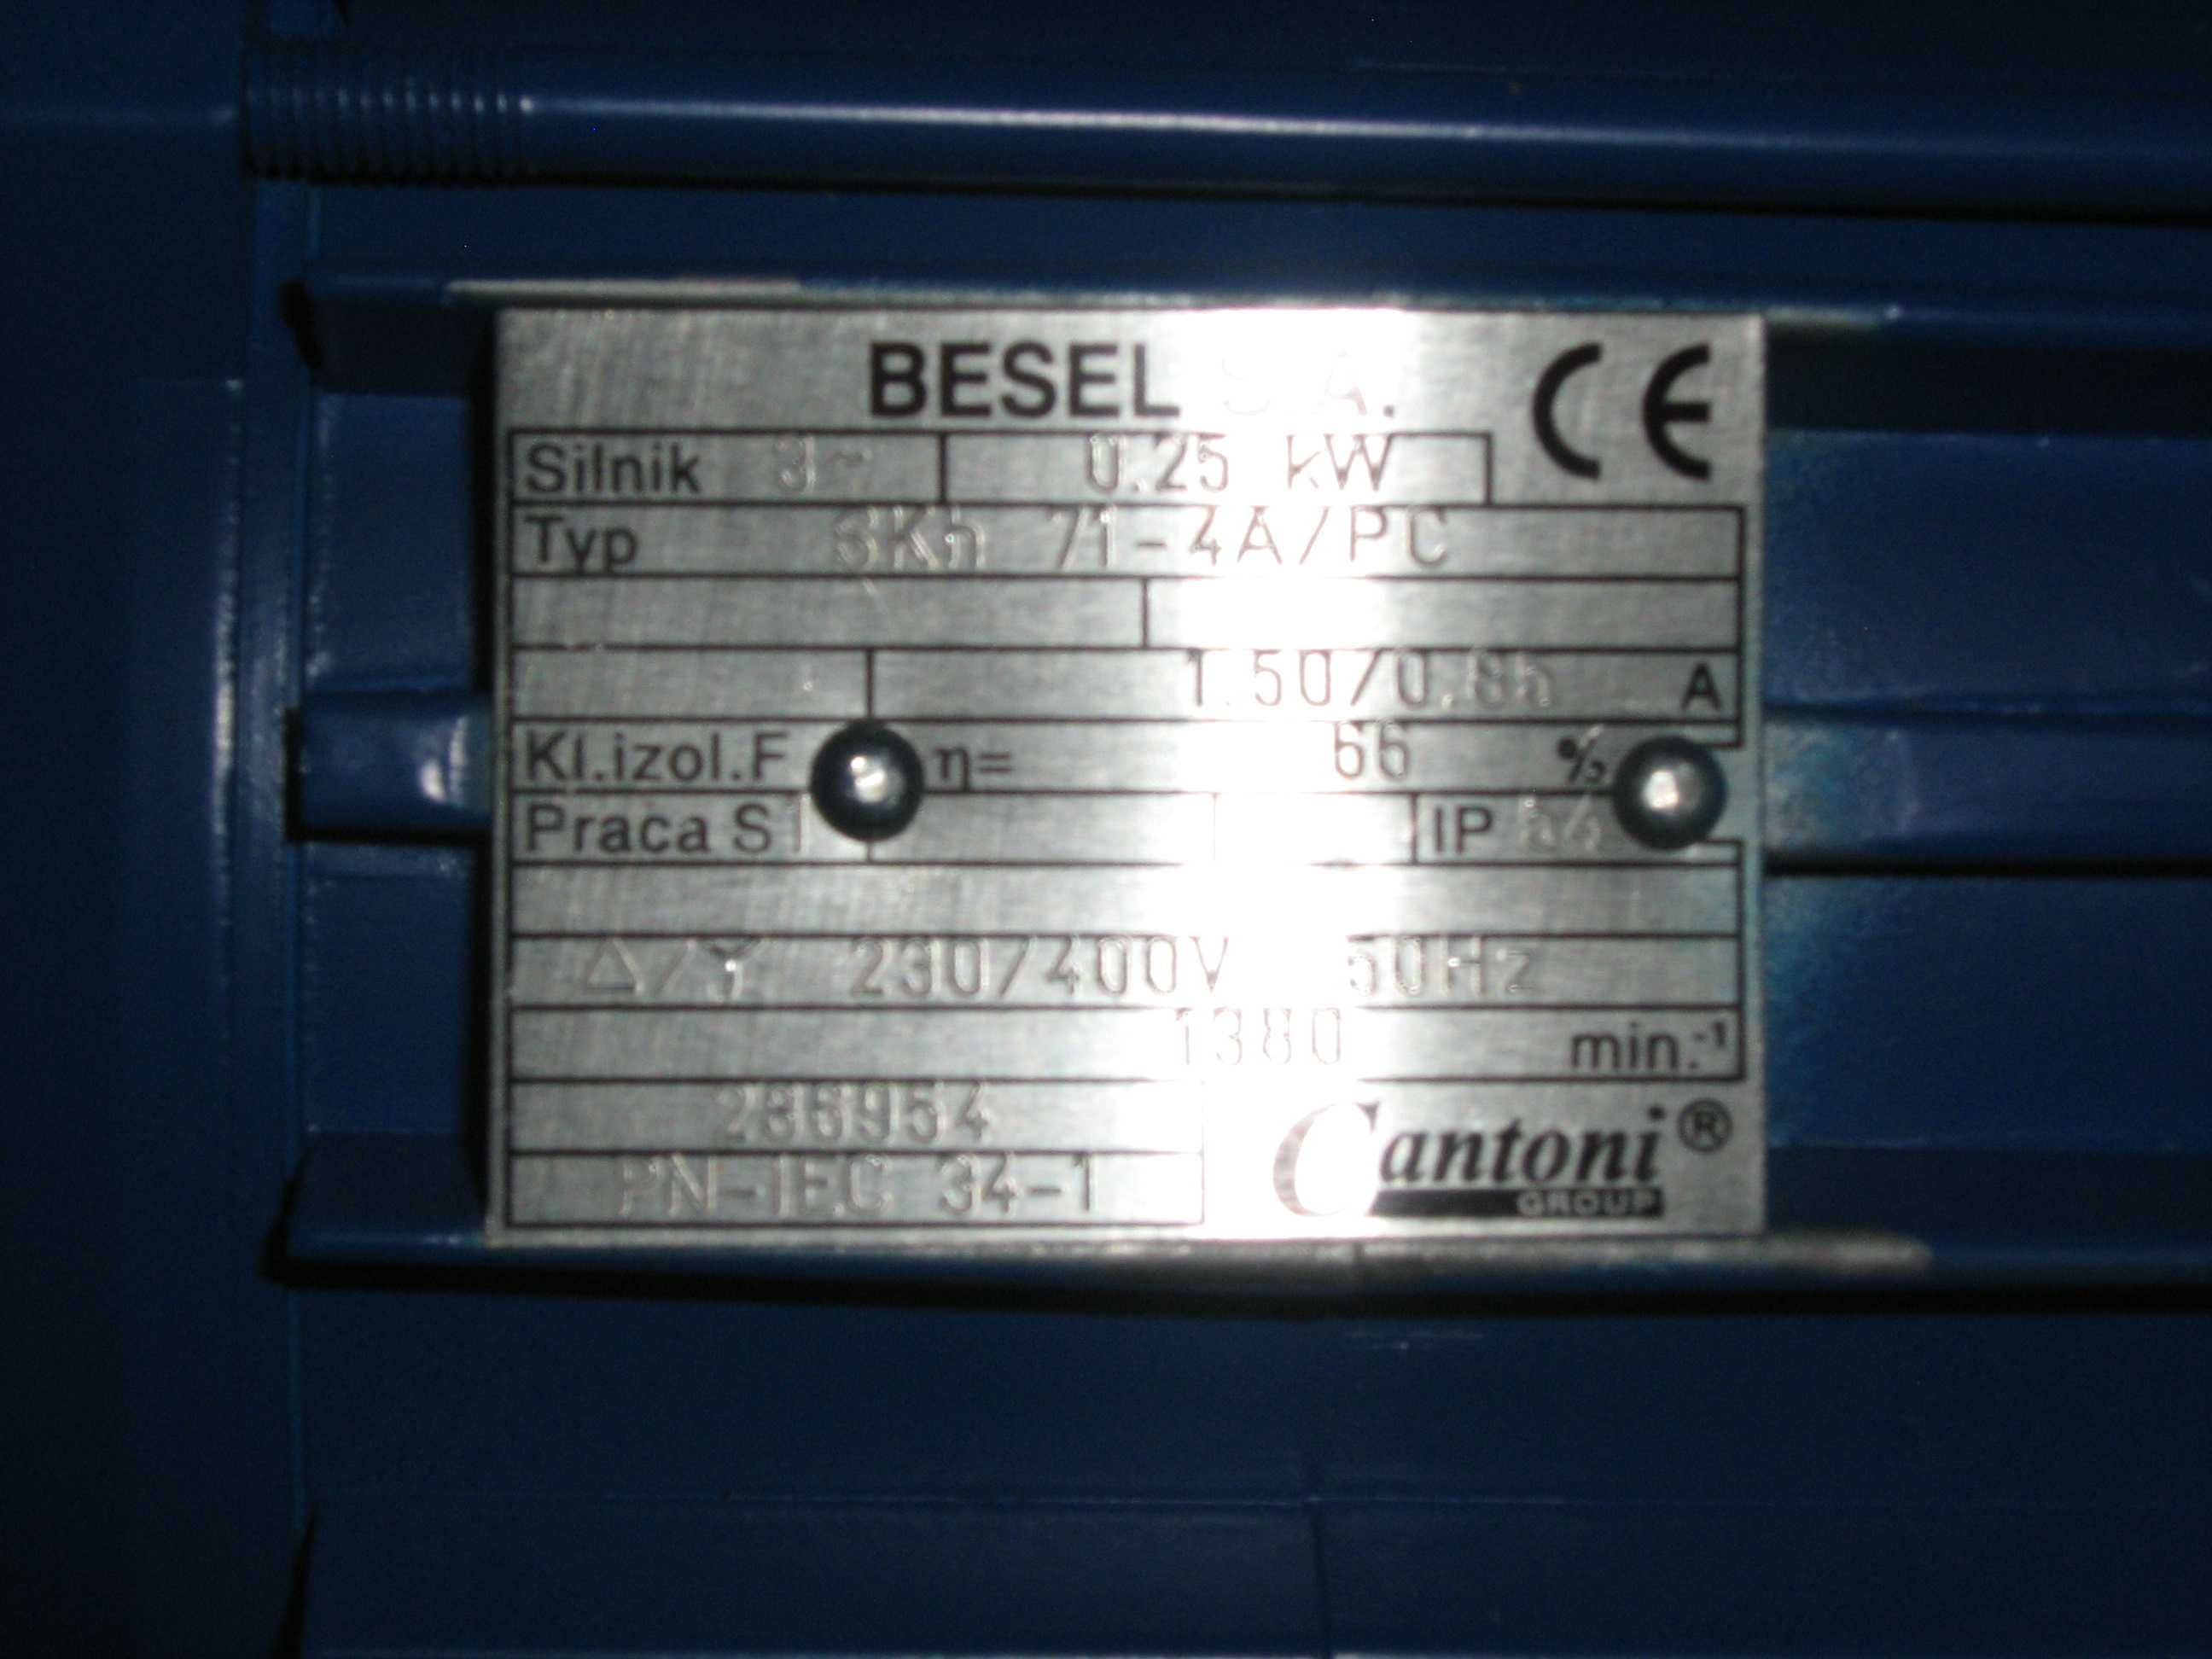 BESEL S.A. CE
Silnik 3~ 0.25 kW
Typ SKh 71-4A/PC
1.50/0.85 A
Kl.izol.F η= 66 %
Praca S1 IP 54
Δ/Y 230/400V 50Hz
1380 min.-1
286954
PN-IEC 34-1
Cantoni®
GROUP